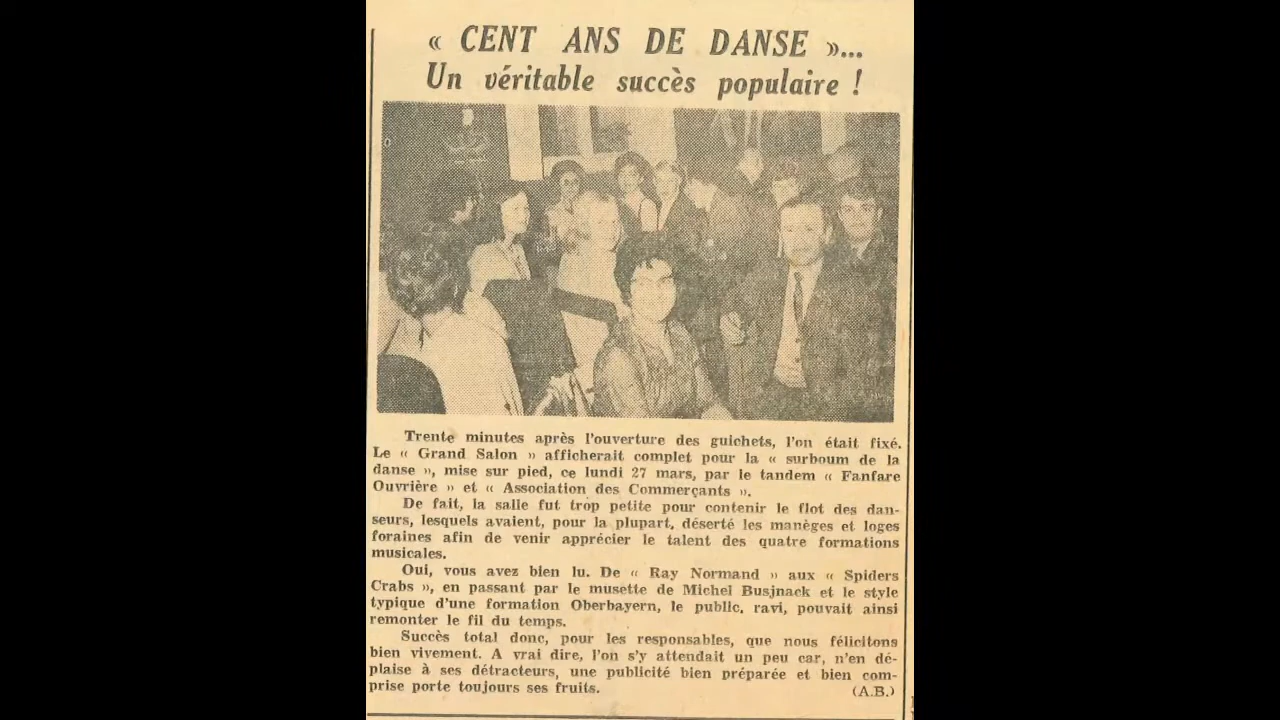 « CENT ANS DE DANSE »...
Un véritable succès populaire !
Trente minutes après l'ouverture des guichets, l'on était fixé.
Le « Grand Salon » afficherait complet pour la « surboum de la
danse », mise sur pied, ce lundi 27 mars, par le tandem « Fanfare
Ouvrière » et « Association des Commerçants ».
De fait, la salle fut trop petite pour contenir le flot des dan-
seurs, lesquels avaient, pour la plupart, déserté les manèges et loges
foraines afin de venir apprécier le talent des quatre formations
musicales.
Oui, vous avez bien lu. De « Ray Normand » aux « Spiders
Crabs », en passant par le musette de Michel Busjnack et le style
typique d'une formation Oberbayern, le public, ravi, pouvait ainsi
remonter le fil du temps.
Succès total donc, pour les responsables, que nous félicitons
bien vivement. A vrai dire, l'on s'y attendait un peu car, n'en dé-
plaise à ses détracteurs, une publicité bien préparée et bien com-
prise porte toujours ses fruits. (A.B.)